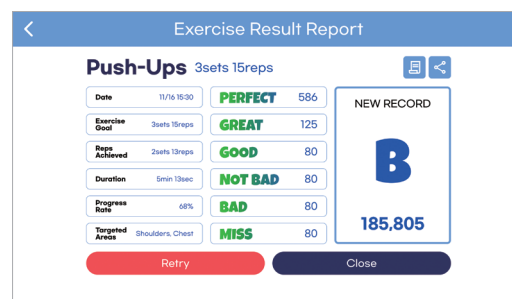 Exercise Result Report
Push-Ups 3sets 15reps
Date 11/16 15:30
Exercise Goal 3sets 15reps
Reps Achieved 2sets 13reps
Duration 5min 13sec
Progress Rate 68%
Targeted Areas Shoulders, Chest
PERFECT 586
GREAT 125
GOOD 80
NOT BAD 80
BAD 80
MISS 80
NEW RECORD
B
185,805
Retry
Close